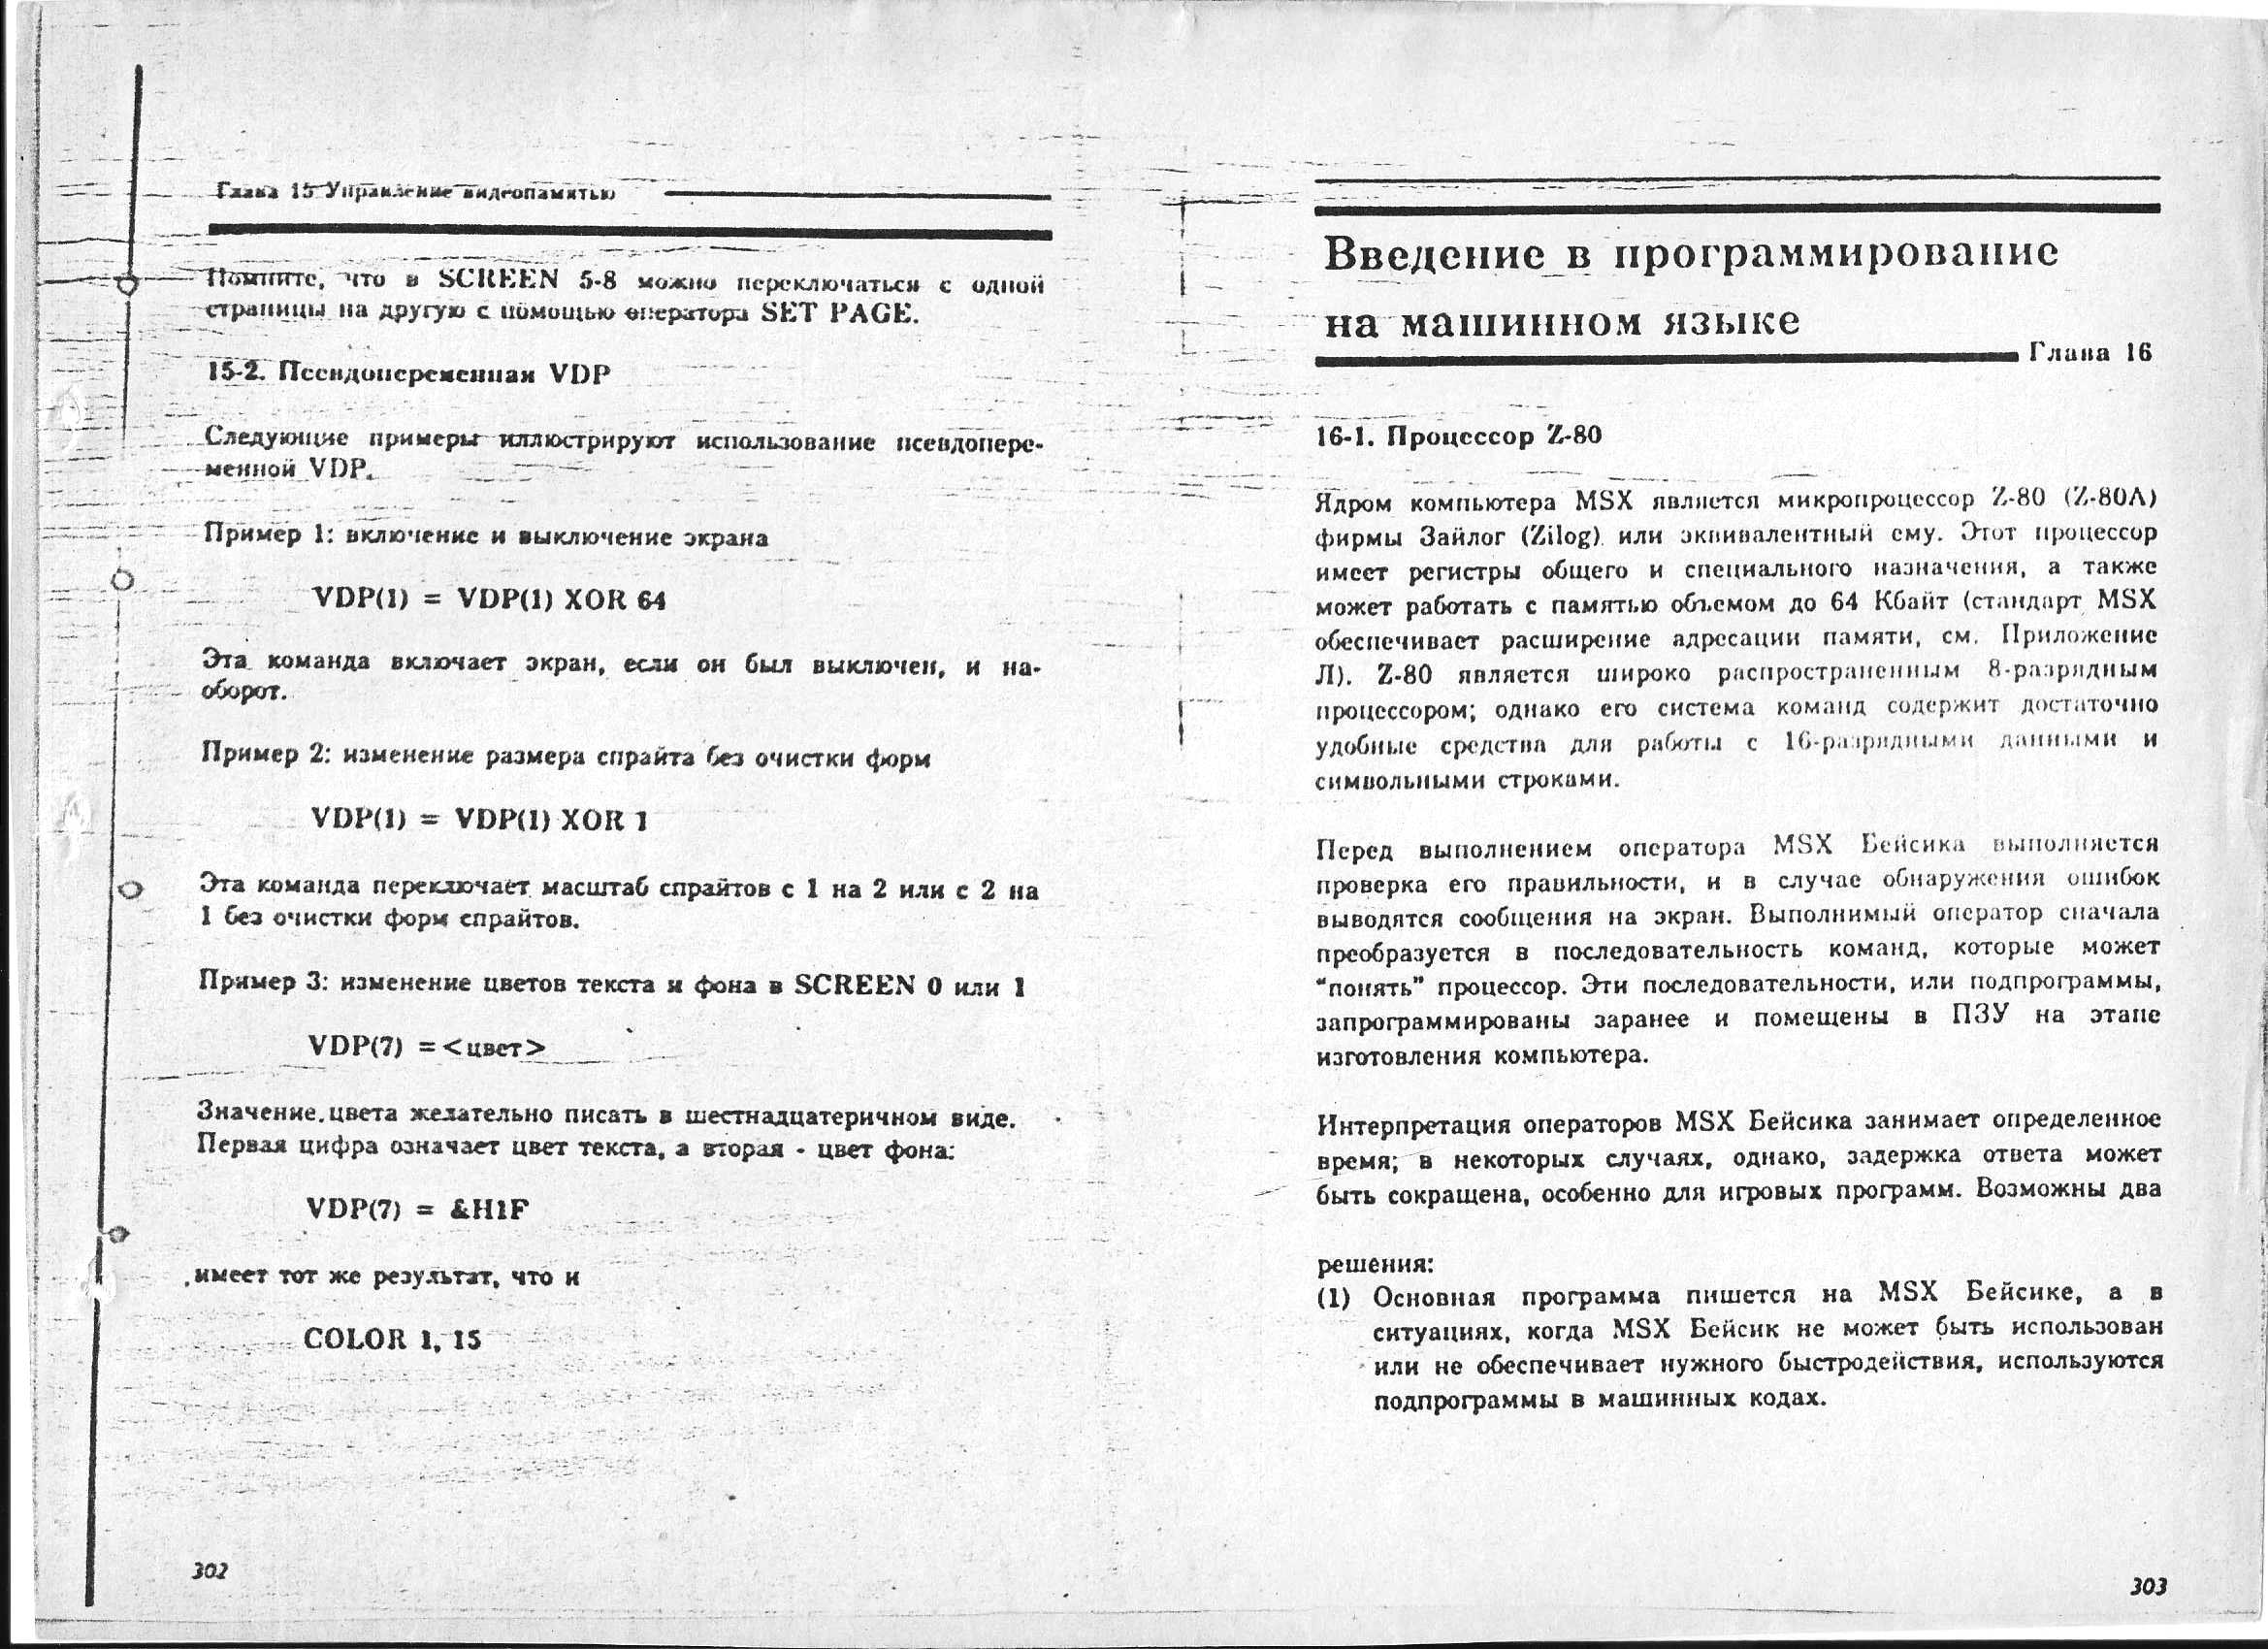 Глава 15 Управление видеопамятью
Помните, что в SCREEN 5-8 можно переключаться с одной
страницы на другую с помощью оператора SET PAGE.
15-2. Псевдопеременная VDP
Следующие примеры иллюстрируют использование псевдопере-
менной VDP.
Пример 1: включение и выключение экрана
VDP(1) = VDP(1) XOR 64
Эта команда включает экран, если он был выключен, и на-
оборот.
Пример 2: изменение размера спрайта без очистки форм
VDP(1) = VDP(1) XOR 1
Эта команда переключает масштаб спрайтов с 1 на 2 или с 2 на
1 без очистки форм спрайтов.
Пример 3: изменение цветов текста и фона в SCREEN 0 или 1
VDP(7) =<цвет>
Значение цвета желательно писать в шестнадцатеричном виде.
Первая цифра означает цвет текста, а вторая - цвет фона:
VDP(7) = &H1F
имеет тот же результат, что и
COLOR 1, 15
302
Введение в программирование
на машинном языке
Глава 16
16-1. Процессор Z-80
Ядром компьютера MSX является микропроцессор Z-80 (Z-80A)
фирмы Зайлог (Zilog) или эквивалентный ему. Этот процессор
имеет регистры общего и специального назначения, а также
может работать с памятью объемом до 64 Кбайт (стандарт MSX
обеспечивает расширение адресации памяти, см. Приложение
Л). Z-80 является широко распространенным 8-разрядным
процессором; однако его система команд содержит достаточно
удобные средства для работы с 16-разрядными данными и
символьными строками.
Перед выполнением оператора MSX Бейсика выполняется
проверка его правильности, и в случае обнаружения ошибок
выводятся сообщения на экран. Выполнимый оператор сначала
преобразуется в последовательность команд, которые может
"понять" процессор. Эти последовательности, или подпрограммы,
запрограммированы заранее и помещены в ПЗУ на этапе
изготовления компьютера.
Интерпретация операторов MSX Бейсика занимает определенное
время; в некоторых случаях, однако, задержка ответа может
быть сокращена, особенно для игровых программ. Возможны два
решения:
(1) Основная программа пишется на MSX Бейсике, а в
ситуациях, когда MSX Бейсик не может быть использован
или не обеспечивает нужного быстродействия, используются
подпрограммы в машинных кодах.
303